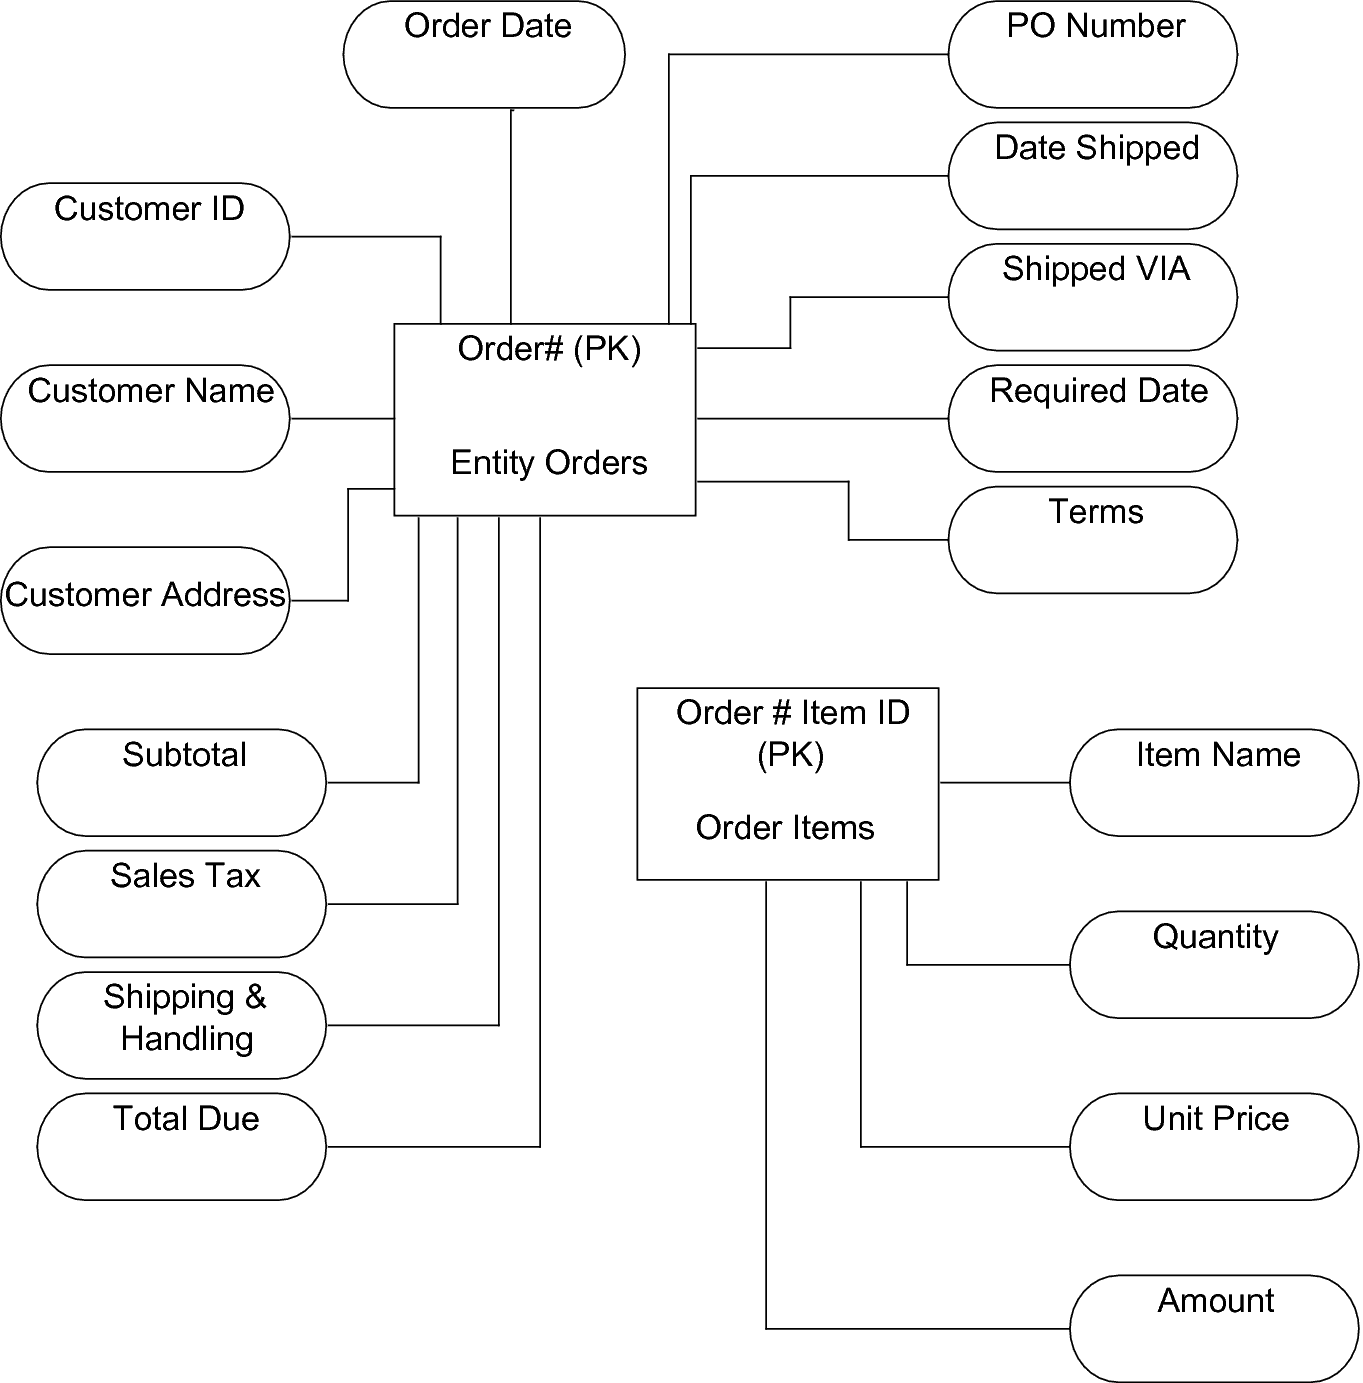 Order Date
PO Number
Date Shipped
Customer ID
Shipped VIA
Order# (PK)
Customer Name
Required Date
Entity Orders
Terms
Customer Address
Order # Item ID
(PK)
Subtotal
Item Name
Order Items
Sales Tax
Quantity
Shipping &
Handling
Total Due
Unit Price
Amount